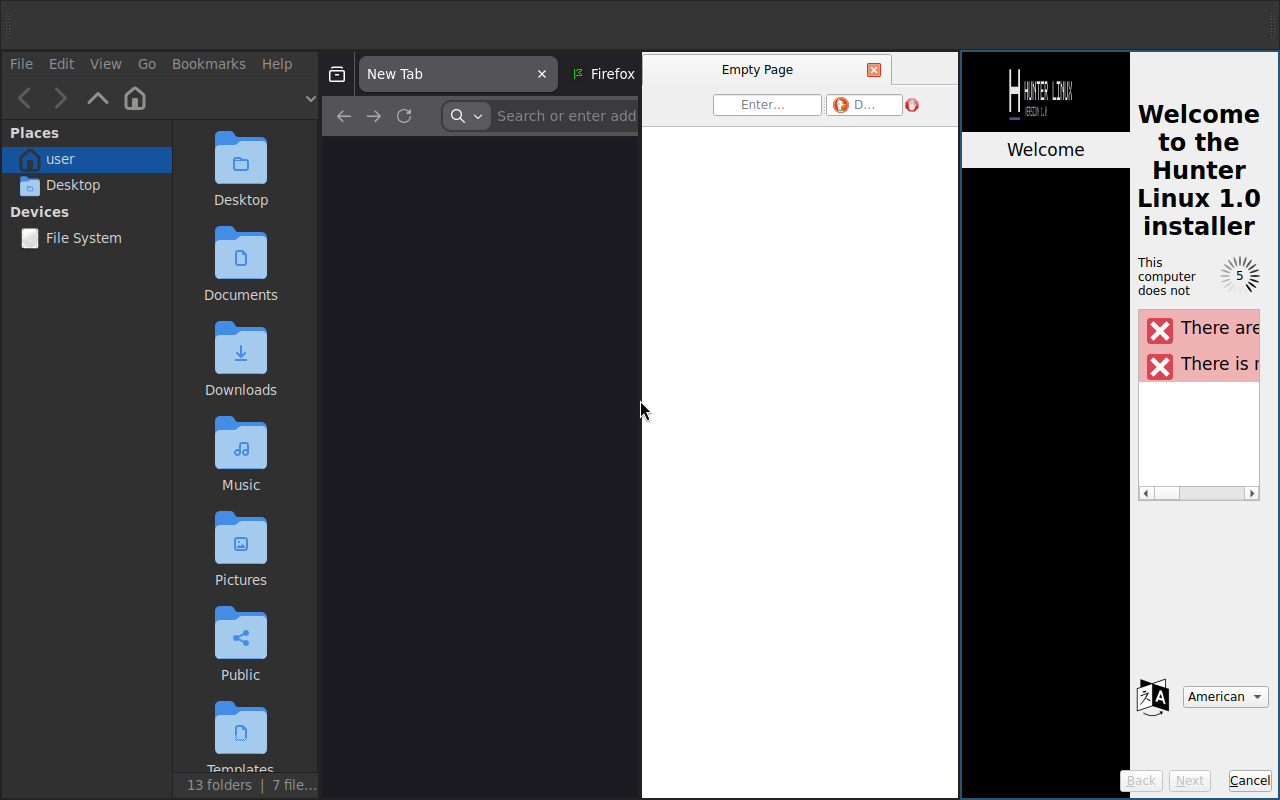 File Edit View Go Bookmarks Help
Places
user
Desktop
Devices
File System
Desktop
Documents
Downloads
Music
Pictures
Public
Templates
13 folders | 7 file...
New Tab
Firefox
Search or enter add
Empty Page
Enter...
D...
HUNTER LINUX
VERSION 1.0
Welcome
Welcome
to the
Hunter
Linux 1.0
installer
This
computer
does not
5
There are
There is
American
Back Next Cancel